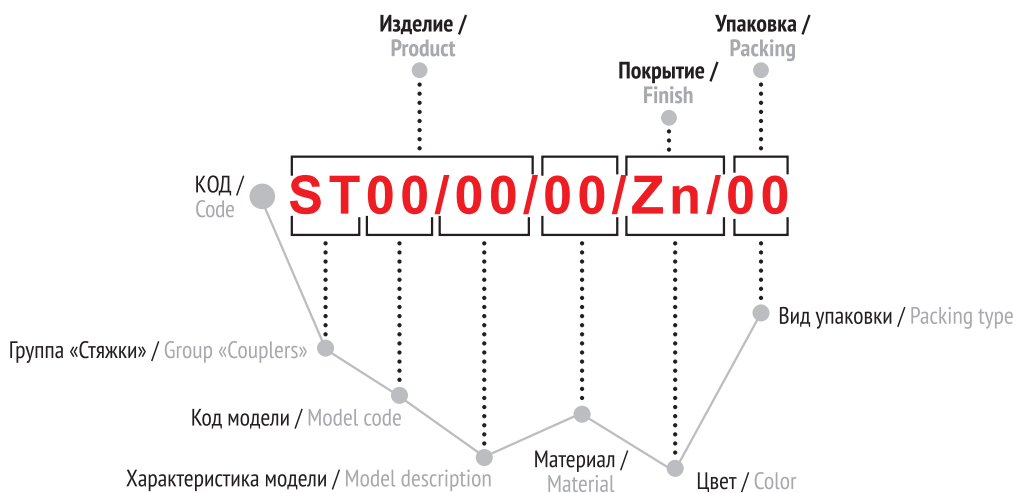 Изделие /
Product
Упаковка /
Packing
Покрытие /
Finish
КОД /
Code
ST00/00/00/Zn/00
Вид упаковки / Packing type
Группа «Стяжки» / Group «Couplers»
Код модели / Model code
Материал /
Material
Характеристика модели / Model description
Цвет / Color